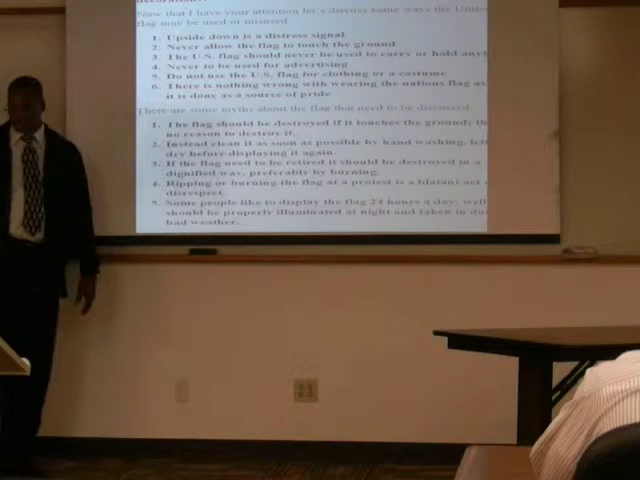 decorations.
Now that I have your attention let's discuss some ways the United
flag may be used or misused
1. Upside down is a distress signal
2. Never allow the flag to touch the ground
3. The U.S. flag should never be used to carry or hold anyt
4. Never to be used for advertising
5. Do not use the U.S. flag for clothing or a costume
6. There is nothing wrong with wearing the nations flag as
it is done as a source of pride
There are some myths about the flag that need to be discussed
1. The flag should be destroyed if it touches the ground; th
no reason to destroy it.
2. Instead clean it as soon as possible by hand washing, let
dry before displaying it again.
3. If the flag need to be retired it should be destroyed in a
dignified way, preferably by burning.
4. Ripping or burning the flag at a protest is a blatant act
disrespect.
5. Some people like to display the flag 24 hours a day; well
should be properly illuminated at night and taken in du
bad weather.